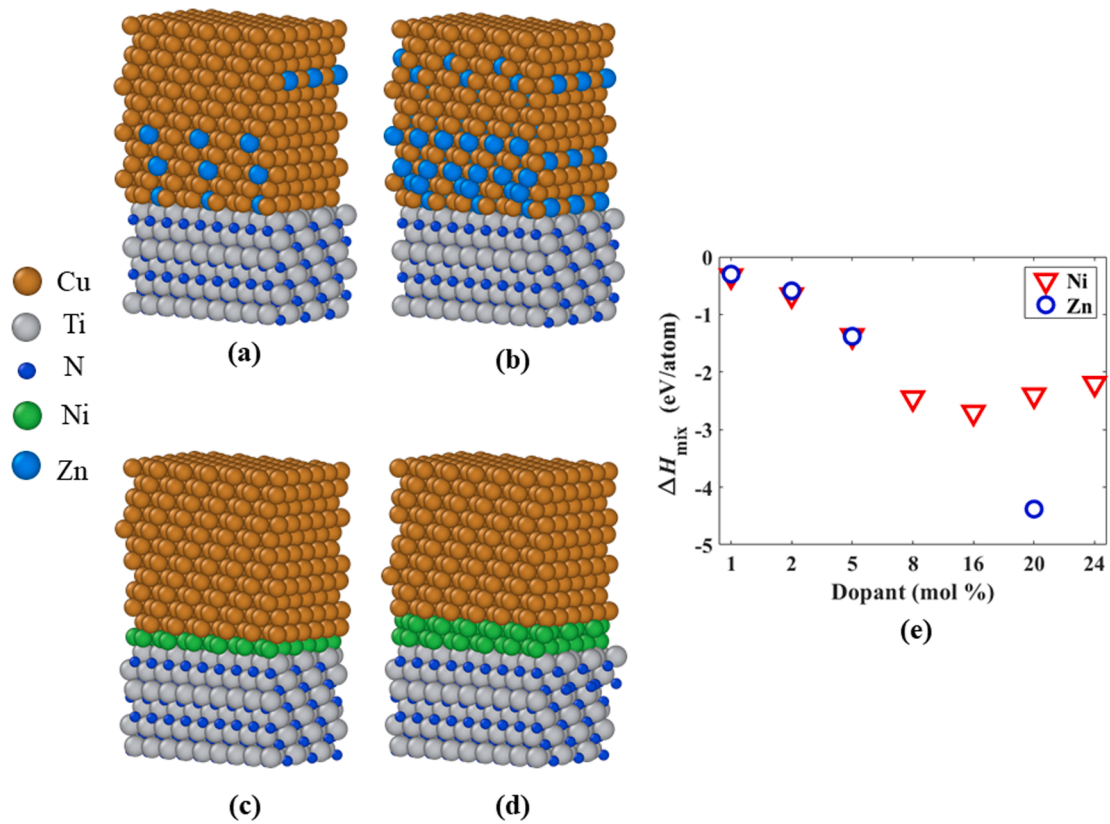 Cu
Ti
N
Ni
Zn
(a)
(b)
(c)
(d)
Ni
Zn
0
-1
-2
-3
-4
-5
ΔHmix (eV/atom)
1 2 5 8 16 20 24
Dopant (mol %)
(e)